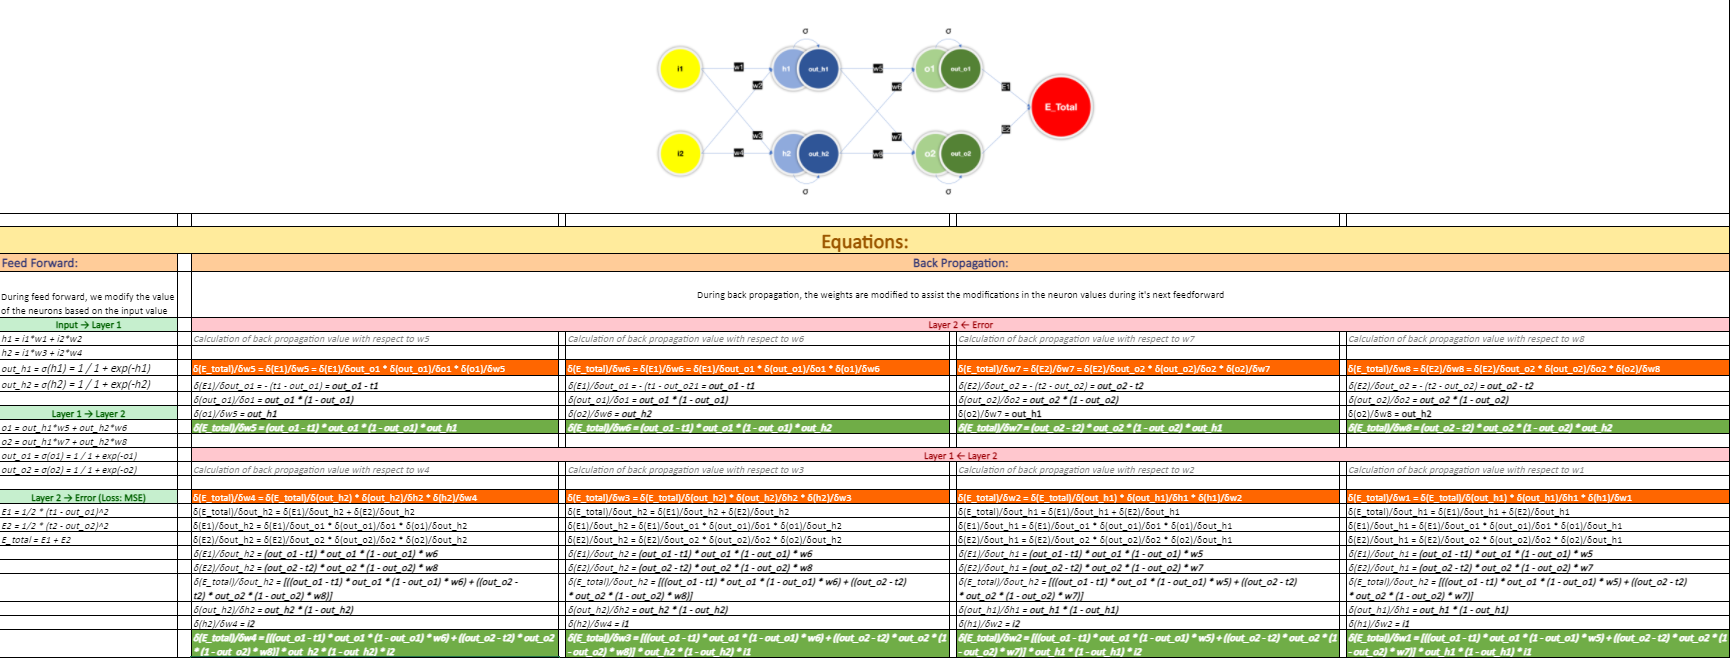 σ σ
i1 w1 h1 out_h1 w5 o1 out_o1 E1
w2 w6
E_Total
w3 w7 E2
i2 w4 h2 out_h2 w8 o2 out_o2
σ σ
Equations:
Feed Forward:
Back Propagation:
During feed forward, we modify the value
of the neurons based on the input value
During back propagation, the weights are modified to assist the modifications in the neuron values during it's next feedforward
Input → Layer 1
h1 = i1*w1 + i2*w2
h2 = i1*w3 + i2*w4
out_h1 = σ(h1) = 1 / 1 + exp(-h1)
out_h2 = σ(h2) = 1 / 1 + exp(-h2)
Layer 1 → Layer 2
o1 = out_h1*w5 + out_h2*w6
o2 = out_h1*w7 + out_h2*w8
out_o1 = σ(o1) = 1 / 1 + exp(-o1)
out_o2 = σ(o2) = 1 / 1 + exp(-o2)
Layer 2 → Error (Loss: MSE)
E1 = 1/2 * (t1 - out_o1)^2
E2 = 1/2 * (t2 - out_o2)^2
E_total = E1 + E2
Layer 2 ← Error
Calculation of back propagation value with respect to w5
δ(E_total)/δw5 = δ(E1)/δw5 = δ(E1)/δout_o1 * δ(out_o1)/δo1 * δ(o1)/δw5
δ(E1)/δout_o1 = - (t1 - out_o1) = out_o1 - t1
δ(out_o1)/δo1 = out_o1 * (1 - out_o1)
δ(o1)/δw5 = out_h1
δ(E_total)/δw5 = (out_o1 - t1) * out_o1 * (1 - out_o1) * out_h1
Calculation of back propagation value with respect to w6
δ(E_total)/δw6 = δ(E1)/δw6 = δ(E1)/δout_o1 * δ(out_o1)/δo1 * δ(o1)/δw6
δ(E1)/δout_o1 = - (t1 - out_o21 = out_o1 - t1
δ(out_o1)/δo1 = out_o1 * (1 - out_o1)
δ(o2)/δw6 = out_h2
δ(E_total)/δw6 = (out_o1 - t1) * out_o1 * (1 - out_o1) * out_h2
Calculation of back propagation value with respect to w7
δ(E_total)/δw7 = δ(E2)/δw7 = δ(E2)/δout_o2 * δ(out_o2)/δo2 * δ(o2)/δw7
δ(E2)/δout_o2 = - (t2 - out_o2) = out_o2 - t2
δ(out_o2)/δo2 = out_o2 * (1 - out_o2)
δ(o2)/δw7 = out_h1
δ(E_total)/δw7 = (out_o2 - t2) * out_o2 * (1 - out_o2) * out_h1
Calculation of back propagation value with respect to w8
δ(E_total)/δw8 = δ(E2)/δw8 = δ(E2)/δout_o2 * δ(out_o2)/δo2 * δ(o2)/δw8
δ(E2)/δout_o2 = - (t2 - out_o2) = out_o2 - t2
δ(out_o2)/δo2 = out_o2 * (1 - out_o2)
δ(o2)/δw8 = out_h2
δ(E_total)/δw8 = (out_o2 - t2) * out_o2 * (1 - out_o2) * out_h2
Layer 1 ← Layer 2
Calculation of back propagation value with respect to w4
δ(E_total)/δw4 = δ(E_total)/δ(out_h2) * δ(out_h2)/δh2 * δ(h2)/δw4
δ(E_total)/δout_h2 = δ(E1)/δout_h2 + δ(E2)/δout_h2
δ(E1)/δout_h2 = δ(E1)/δout_o1 * δ(out_o1)/δo1 * δ(o1)/δout_h2
δ(E2)/δout_h2 = δ(E2)/δout_o2 * δ(out_o2)/δo2 * δ(o2)/δout_h2
δ(E1)/δout_h2 = (out_o1 - t1) * out_o1 * (1 - out_o1) * w6
δ(E2)/δout_h2 = (out_o2 - t2) * out_o2 * (1 - out_o2) * w8
δ(E_total)/δout_h2 = [((out_o1 - t1) * out_o1 * (1 - out_o1) * w6) + ((out_o2 -
t2) * out_o2 * (1 - out_o2) * w8)]
δ(out_h2)/δh2 = out_h2 * (1 - out_h2)
δ(h2)/δw4 = i2
δ(E_total)/δw4 = [((out_o1 - t1) * out_o1 * (1 - out_o1) * w6) + ((out_o2 - t2) * out_o2
* (1 - out_o2) * w8)] * out_h2 * (1 - out_h2) * i2
Calculation of back propagation value with respect to w3
δ(E_total)/δw3 = δ(E_total)/δ(out_h2) * δ(out_h2)/δh2 * δ(h2)/δw3
δ(E_total)/δout_h2 = δ(E1)/δout_h2 + δ(E2)/δout_h2
δ(E1)/δout_h2 = δ(E1)/δout_o1 * δ(out_o1)/δo1 * δ(o1)/δout_h2
δ(E2)/δout_h2 = δ(E2)/δout_o2 * δ(out_o2)/δo2 * δ(o2)/δout_h2
δ(E1)/δout_h2 = (out_o1 - t1) * out_o1 * (1 - out_o1) * w6
δ(E2)/δout_h2 = (out_o2 - t2) * out_o2 * (1 - out_o2) * w8
δ(E_total)/δout_h2 = [((out_o1 - t1) * out_o1 * (1 - out_o1) * w6) + ((out_o2 - t2)
* out_o2 * (1 - out_o2) * w8)]
δ(out_h2)/δh2 = out_h2 * (1 - out_h2)
δ(h2)/δw4 = i1
δ(E_total)/δw3 = [((out_o1 - t1) * out_o1 * (1 - out_o1) * w6) + ((out_o2 - t2) * out_o2 * (1
- out_o2) * w8)] * out_h2 * (1 - out_h2) * i1
Calculation of back propagation value with respect to w2
δ(E_total)/δw2 = δ(E_total)/δ(out_h1) * δ(out_h1)/δh1 * δ(h1)/δw2
δ(E_total)/δout_h1 = δ(E1)/δout_h1 + δ(E2)/δout_h1
δ(E1)/δout_h1 = δ(E1)/δout_o1 * δ(out_o1)/δo1 * δ(o1)/δout_h1
δ(E2)/δout_h1 = δ(E2)/δout_o2 * δ(out_o2)/δo2 * δ(o2)/δout_h1
δ(E1)/δout_h1 = (out_o1 - t1) * out_o1 * (1 - out_o1) * w5
δ(E2)/δout_h1 = (out_o2 - t2) * out_o2 * (1 - out_o2) * w7
δ(E_total)/δout_h2 = [((out_o1 - t1) * out_o1 * (1 - out_o1) * w5) + ((out_o2 - t2)
* out_o2 * (1 - out_o2) * w7)]
δ(out_h1)/δh1 = out_h1 * (1 - out_h1)
δ(h1)/δw2 = i2
δ(E_total)/δw2 = [((out_o1 - t1) * out_o1 * (1 - out_o1) * w5) + ((out_o2 - t2) * out_o2 * (1
- out_o2) * w7)] * out_h1 * (1 - out_h1) * i2
Calculation of back propagation value with respect to w1
δ(E_total)/δw1 = δ(E_total)/δ(out_h1) * δ(out_h1)/δh1 * δ(h1)/δw1
δ(E_total)/δout_h1 = δ(E1)/δout_h1 + δ(E2)/δout_h1
δ(E1)/δout_h1 = δ(E1)/δout_o1 * δ(out_o1)/δo1 * δ(o1)/δout_h1
δ(E2)/δout_h1 = δ(E2)/δout_o2 * δ(out_o2)/δo2 * δ(o2)/δout_h1
δ(E1)/δout_h1 = (out_o1 - t1) * out_o1 * (1 - out_o1) * w5
δ(E2)/δout_h1 = (out_o2 - t2) * out_o2 * (1 - out_o2) * w7
δ(E_total)/δout_h2 = [((out_o1 - t1) * out_o1 * (1 - out_o1) * w5) + ((out_o2 - t2)
* out_o2 * (1 - out_o2) * w7)]
δ(out_h1)/δh1 = out_h1 * (1 - out_h1)
δ(h1)/δw2 = i1
δ(E_total)/δw1 = [((out_o1 - t1) * out_o1 * (1 - out_o1) * w5) + ((out_o2 - t2) * out_o2 * (1
- out_o2) * w7)] * out_h1 * (1 - out_h1) * i1